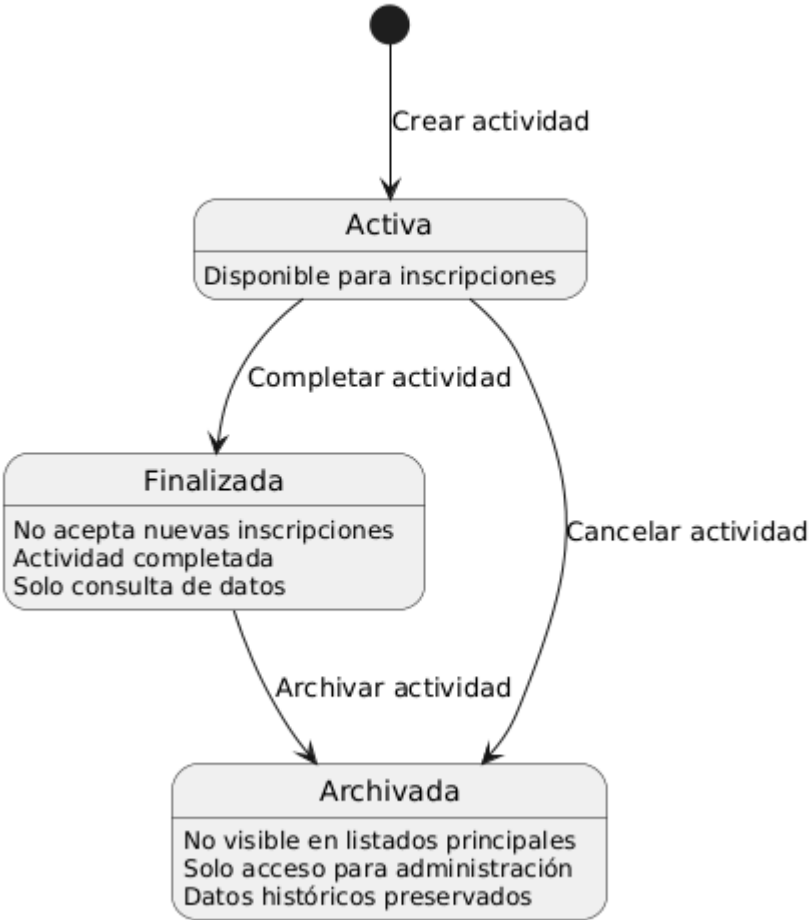 Crear actividad
Activa
Disponible para inscripciones
Completar actividad
Finalizada
No acepta nuevas inscripciones
Actividad completada
Solo consulta de datos
Cancelar actividad
Archivar actividad
Archivada
No visible en listados principales
Solo acceso para administración
Datos históricos preservados